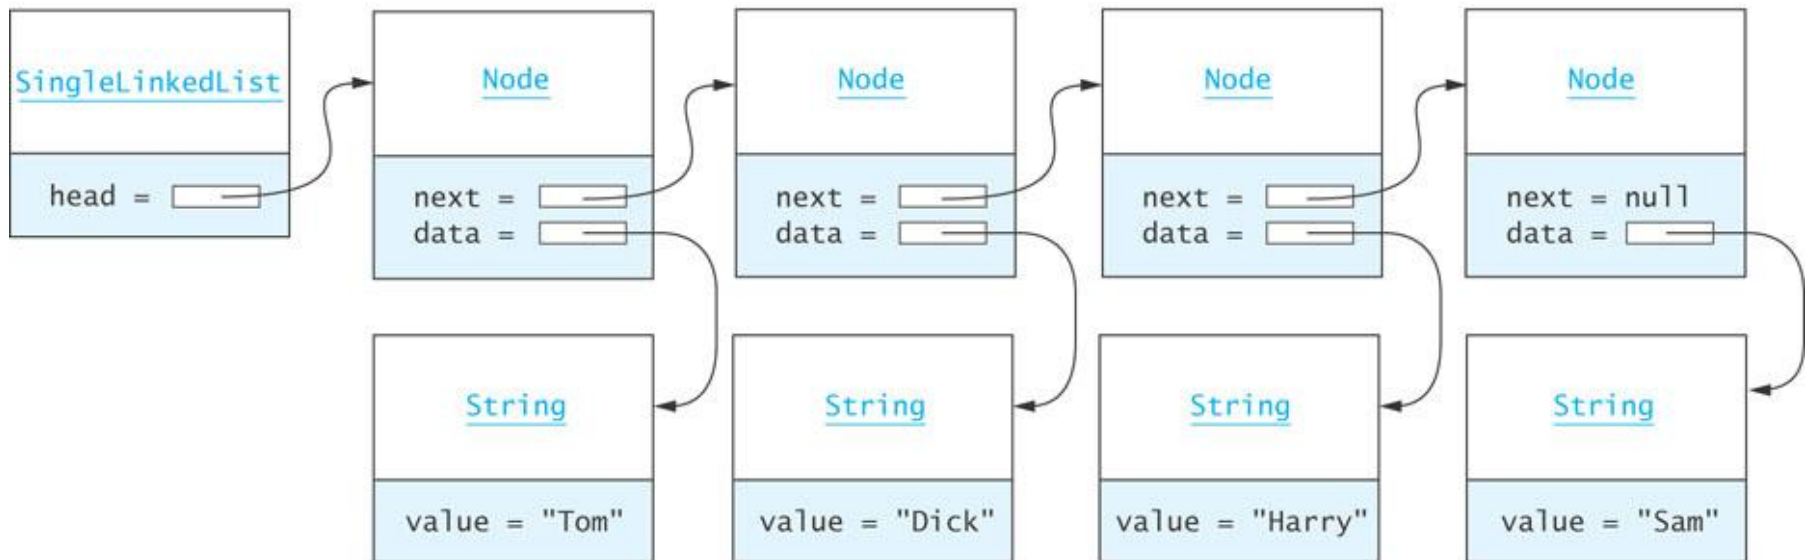 SingleLinkedList
head =
Node
next =
data =
Node
next =
data =
Node
next =
data =
Node
next = null
data =
String
value = "Tom"
String
value = "Dick"
String
value = "Harry"
String
value = "Sam"